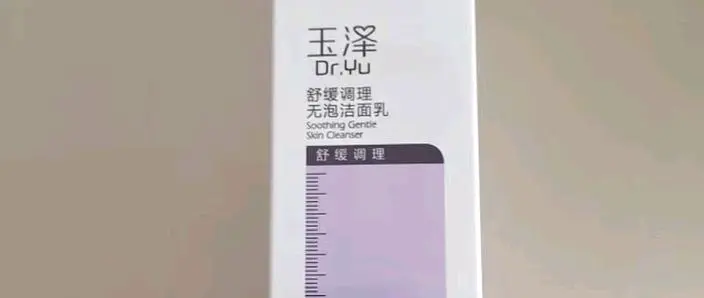 玉泽
Dr.Yu
舒缓调理
无泡洁面乳
Soothing Gentle
Skin Cleanser
舒缓调理